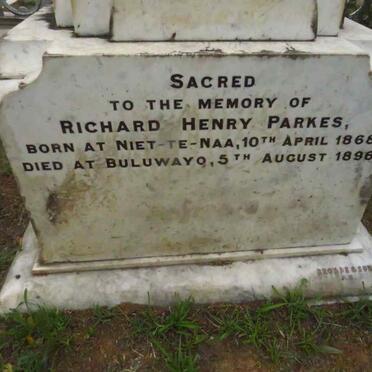 SACRED
TO THE MEMORY OF
RICHARD HENRY PARKES,
BORN AT NIET-TE-NAA, 10TH APRIL 1868
DIED AT BULUWAYO, 5TH AUGUST 1896